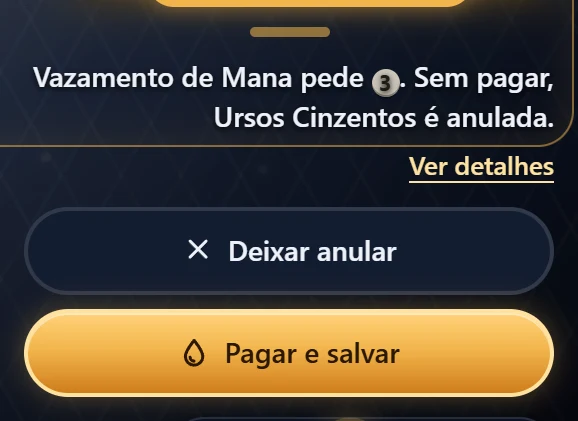 Vazamento de Mana pede 3. Sem pagar,
Ursos Cinzentos é anulada.
Ver detalhes
Deixar anular
Pagar e salvar